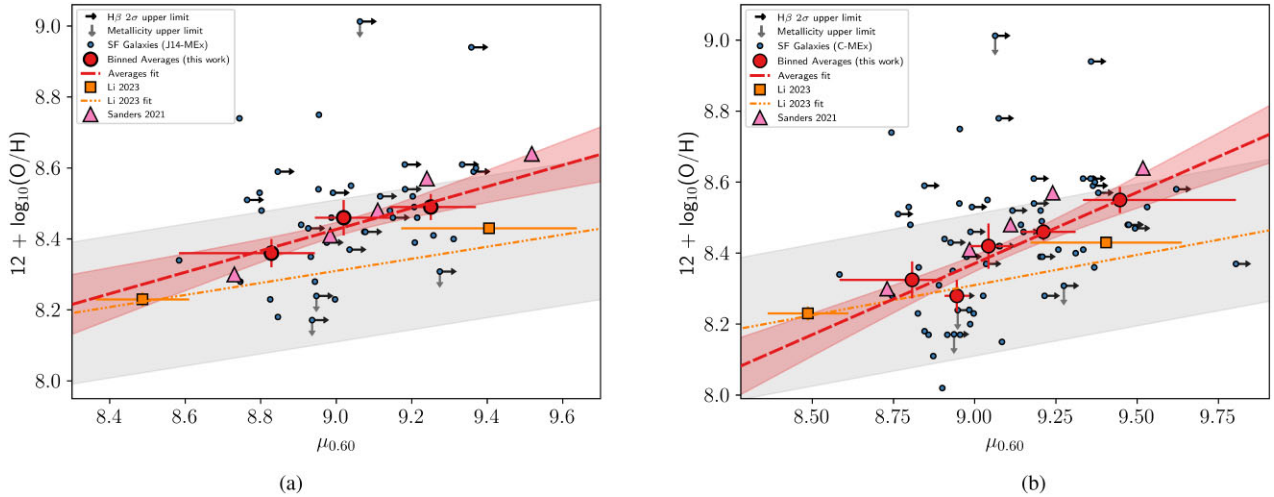 Hβ 2σ upper limit
Metallicity upper limit
SF Galaxies (J14-MEx)
Binned Averages (this work)
Averages fit
Li 2023
Li 2023 fit
Sanders 2021
12 + log₁₀(O/H)
9.0
8.8
8.6
8.4
8.2
8.0
8.4 8.6 8.8 9.0 9.2 9.4 9.6
μ₀.₆₀
(a)
Hβ 2σ upper limit
Metallicity upper limit
SF Galaxies (C-MEx)
Binned Averages (this work)
Averages fit
Li 2023
Li 2023 fit
Sanders 2021
12 + log₁₀(O/H)
9.0
8.8
8.6
8.4
8.2
8.0
8.50 8.75 9.00 9.25 9.50 9.75
μ₀.₆₀
(b)